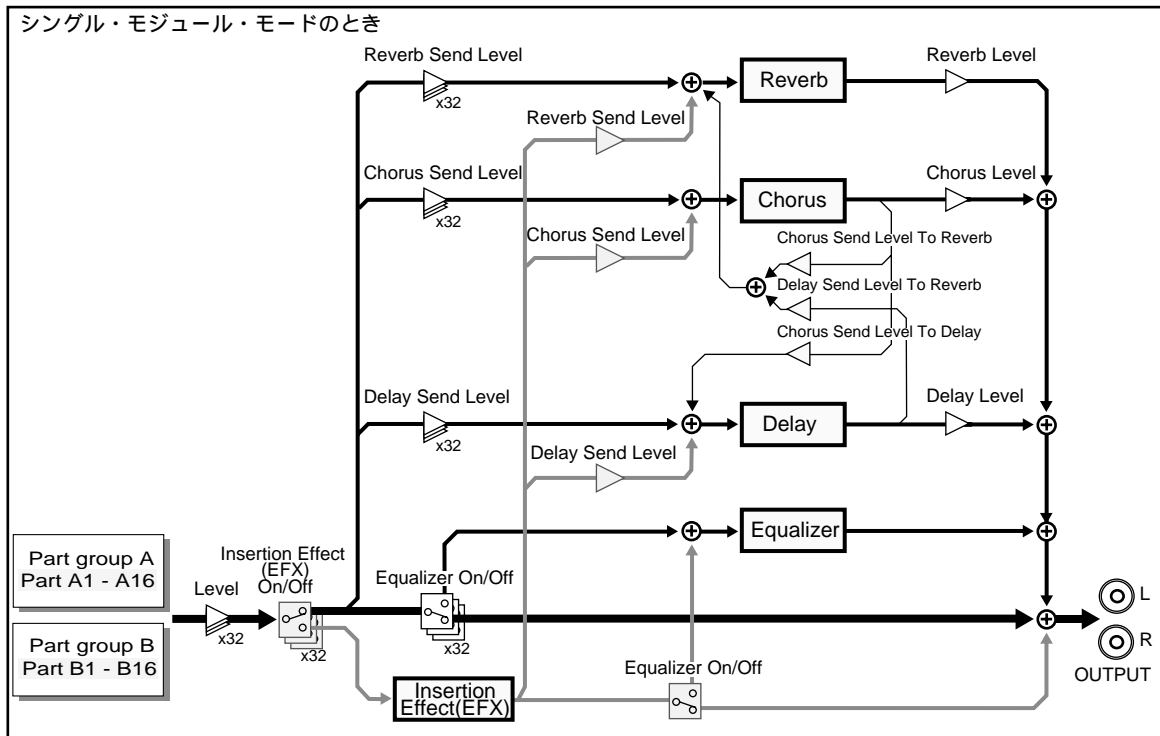 シングル・モジュール・モードのとき
Reverb Send Level
x32
Reverb
Reverb Level
Reverb Send Level
Chorus Send Level
x32
Chorus
Chorus Level
Chorus Send Level
Chorus Send Level To Reverb
Delay Send Level To Reverb
Chorus Send Level To Delay
Delay Send Level
x32
Delay
Delay Level
Delay Send Level
Equalizer
Part group A
Part A1 - A16
Part group B
Part B1 - B16
Level
x32
Insertion Effect
(EFX)
On/Off
x32
Equalizer On/Off
x32
Insertion
Effect(EFX)
Equalizer On/Off
L
R
OUTPUT